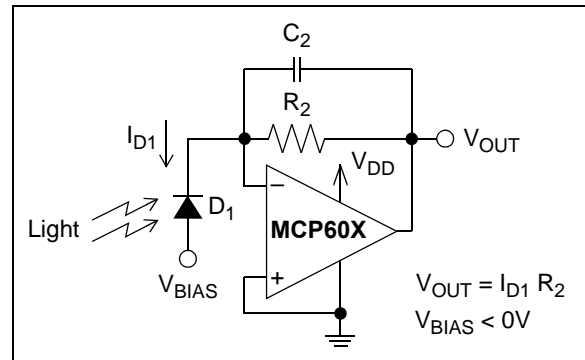 C2
R2
ID1
VOUT
VDD
−
Light
D1
MCP60X
+
VBIAS
VOUT = ID1 R2
VBIAS < 0V